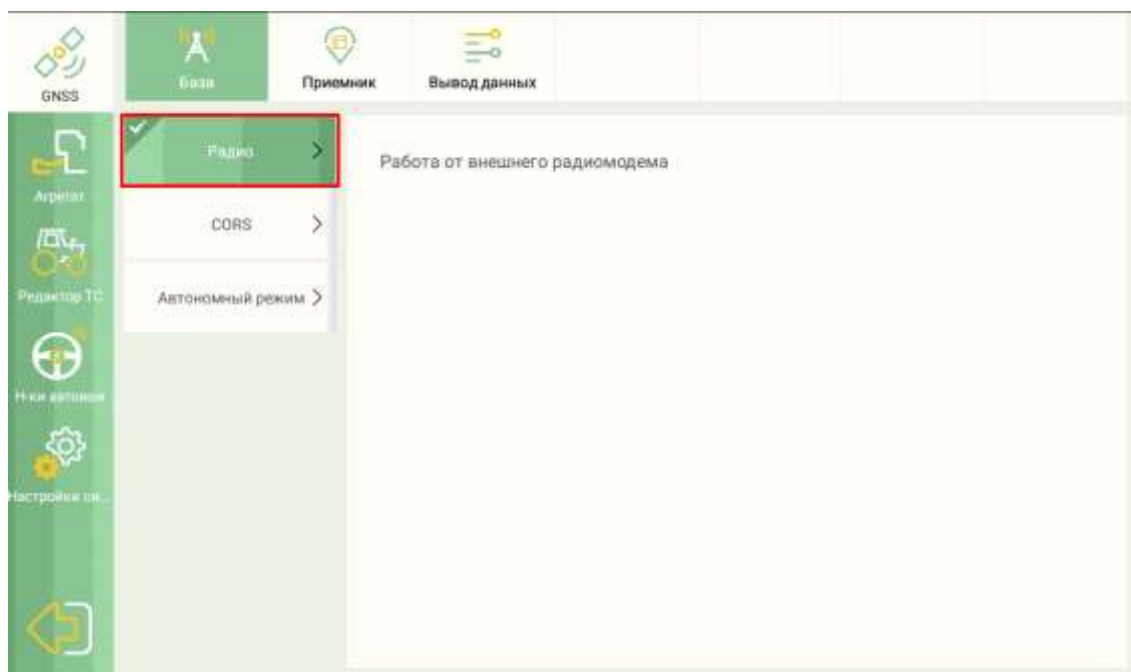 GNSS
База
Приемник
Вывод данных
Агрегат
Редактор ТС
Н-ки автовож
Настройки си...
Радио
CORS
Автономный режим
Работа от внешнего радиомодема